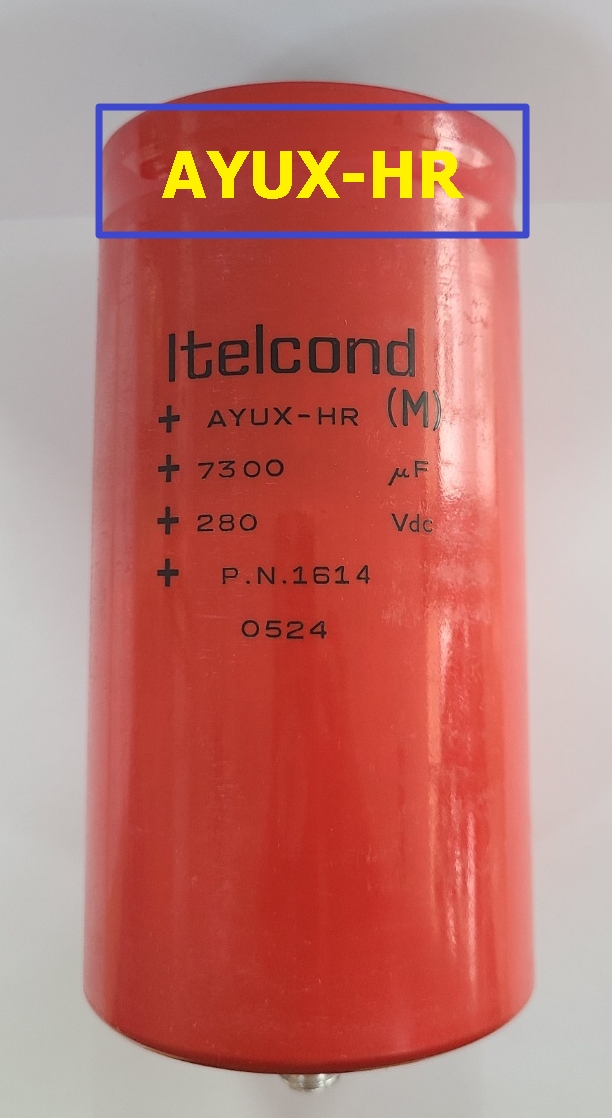 AYUX-HR
Itelcond
+ AYUX-HR (M)
+ 7300 µF
+ 280 Vdc
+ P.N.1614
0524